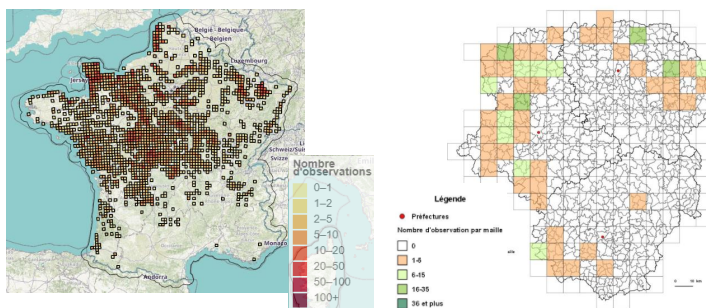 België - Belgique
Belgien
Luxembourg
Jersey
Schweiz/Suisse
Svizze
Monaco
Andorra
Nombre
d'observations
0–1
1–2
2–5
5–10
10–20
20–50
50–100
100+
Légende
Préfectures
Nombre d'observation par maille
0
1-5
6-15
16-35
36 et plus